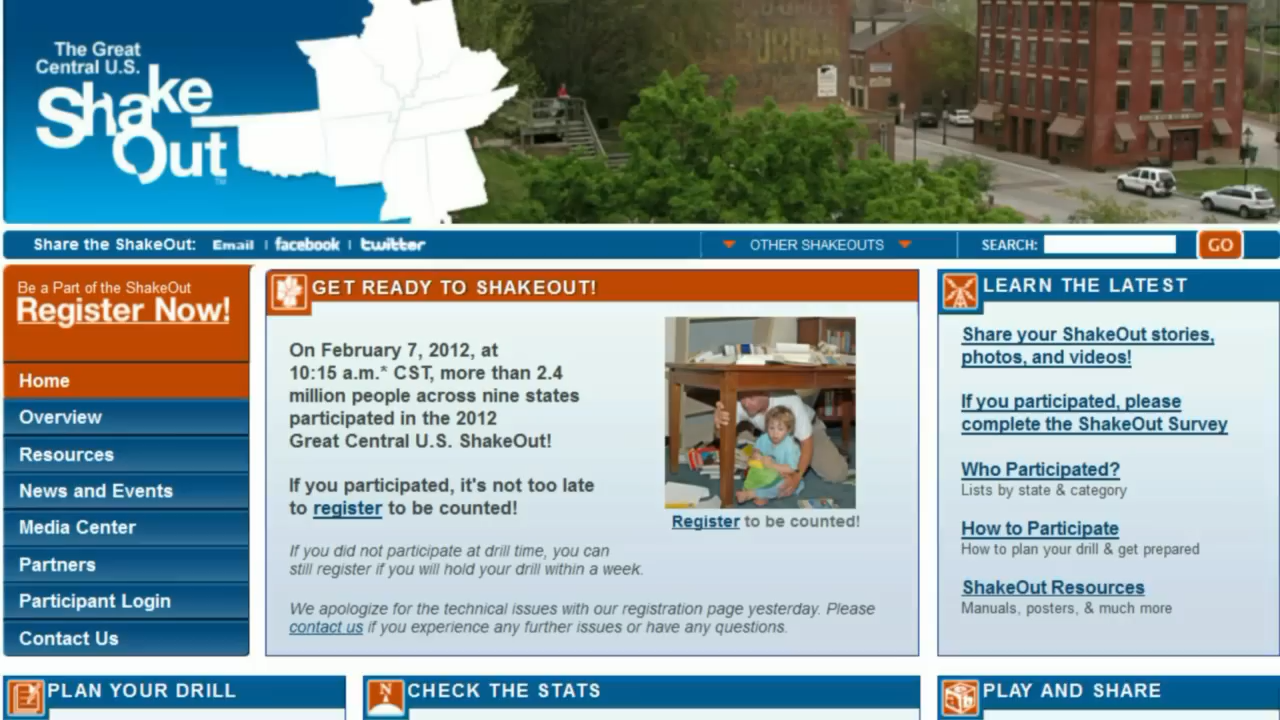 The Great
Central U.S.
Shake
Out™
Share the ShakeOut: Email | facebook | twitter
OTHER SHAKEOUTS
SEARCH:
GO
Be a Part of the ShakeOut
Register Now!
Home
Overview
Resources
News and Events
Media Center
Partners
Participant Login
Contact Us
GET READY TO SHAKEOUT!
On February 7, 2012, at
10:15 a.m.* CST, more than 2.4
million people across nine states
participated in the 2012
Great Central U.S. ShakeOut!
If you participated, it's not too late
to register to be counted!
Register to be counted!
If you did not participate at drill time, you can
still register if you will hold your drill within a week.
We apologize for the technical issues with our registration page yesterday. Please
contact us if you experience any further issues or have any questions.
LEARN THE LATEST
Share your ShakeOut stories,
photos, and videos!
If you participated, please
complete the ShakeOut Survey
Who Participated?
Lists by state & category
How to Participate
How to plan your drill & get prepared
ShakeOut Resources
Manuals, posters, & much more
PLAN YOUR DRILL
N
CHECK THE STATS
PLAY AND SHARE